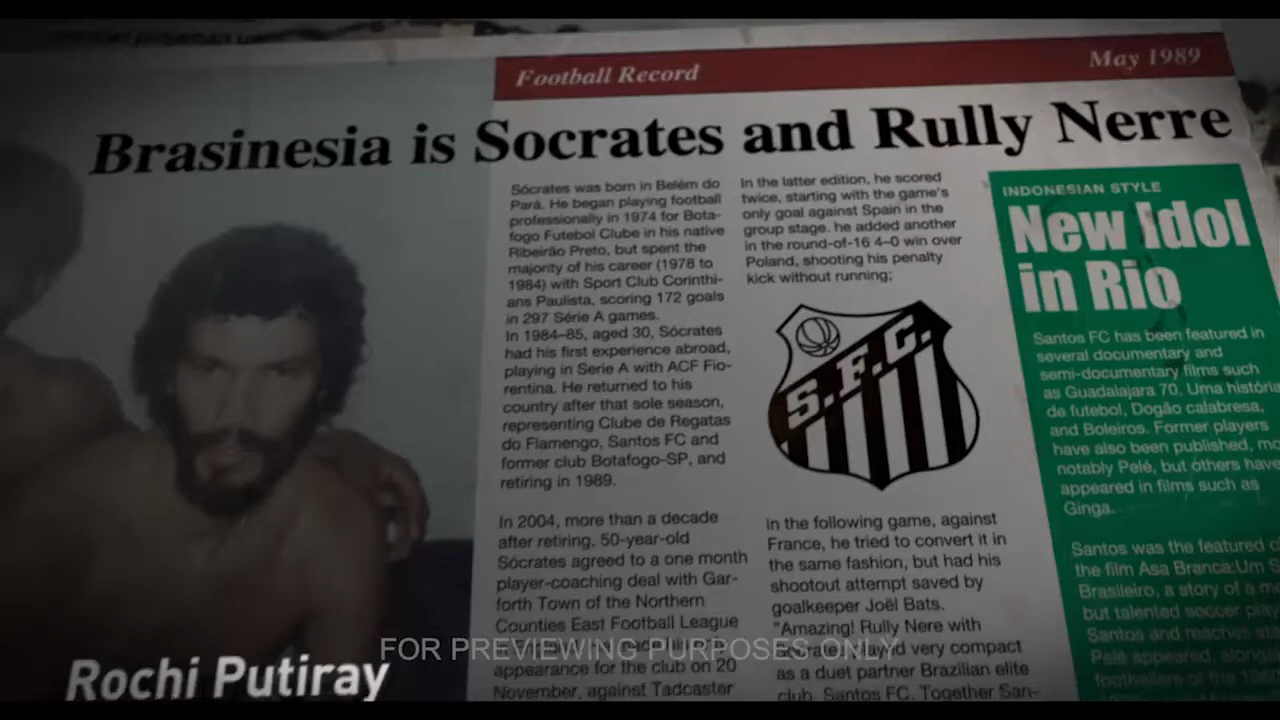 Football Record
May 1989
Brasinesia is Socrates and Rully Nerre
Sócrates was born in Belém do
Pará. He began playing football
professionally in 1974 for Bota-
fogo Futebol Clube in his native
Ribeirão Preto, but spent the
majority of his career (1978 to
1984) with Sport Club Corinthi-
ans Paulista, scoring 172 goals
in 297 Série A games.
In 1984–85, aged 30, Sócrates
had his first experience abroad,
playing in Serie A with ACF Fio-
rentina. He returned to his
country after that sole season,
representing Clube de Regatas
do Flamengo, Santos FC and
former club Botafogo-SP, and
retiring in 1989.
In 2004, more than a decade
after retiring, 50-year-old
Sócrates agreed to a one month
player-coaching deal with Gar-
forth Town of the Northern
Counties East Football League
appearance for the club on 20
November, against Tadcaster
In the latter edition, he scored
twice, starting with the game's
only goal against Spain in the
group stage. he added another
in the round-of-16 4–0 win over
Poland, shooting his penalty
kick without running;
S.F.C.
in the following game, against
France, he tried to convert it in
the same fashion, but had his
shootout attempt saved by
goalkeeper Joël Bats.
"Amazing! Rully Nere with
played very compact
as a duet partner Brazilian elite
club, Santos FC. Together San-
INDONESIAN STYLE
New Idol
in Rio
Santos FC has been featured in
several documentary and
semi-documentary films such
as Guadalajara 70. Uma história
de futebol, Dogão calabresa,
and Boleiros. Former players
have also been published, mo
notably Pelé, but others have
appeared in films such as
Ginga.
Santos was the featured c
the film Asa Branca:Um S
Brasileiro, a story of a m
but talented soccer play
Santos and reaches sta
Pelé appeared, alongs
footballers of the 19
Rochi Putiray
FOR PREVIEWING PURPOSES ONLY